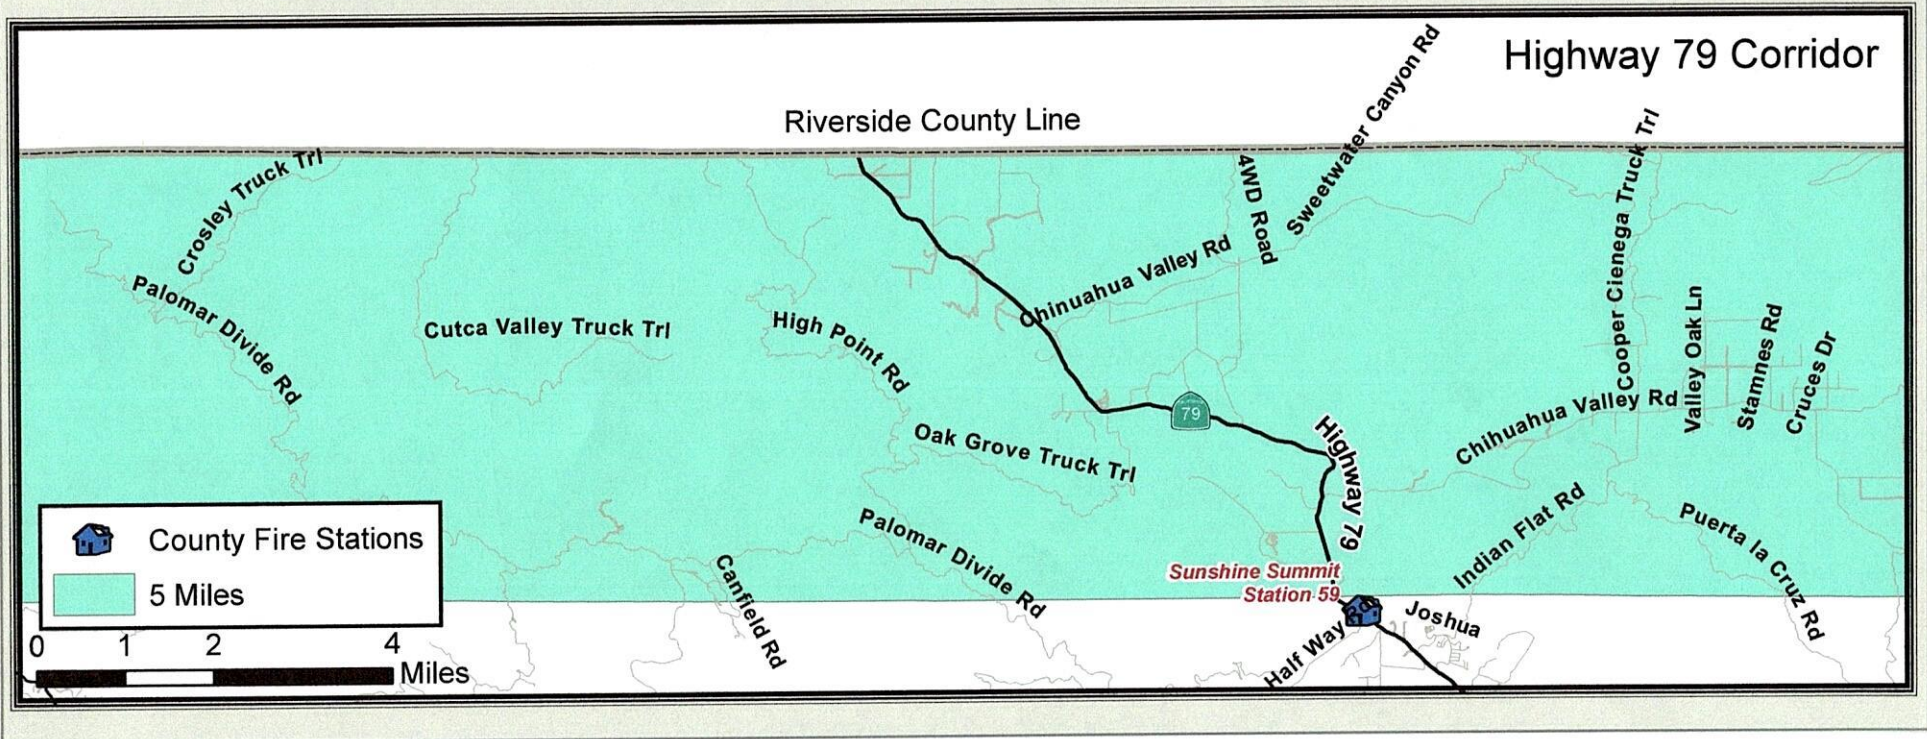 Highway 79 Corridor
Riverside County Line
Sweetwater Canyon Rd
Crosley Truck Trl
4WD Road
Cooper Cienega Truck Trl
Chinuahua Valley Rd
Palomar Divide Rd
Cutca Valley Truck Trl
High Point Rd
Valley Oak Ln
Stamnes Rd
Cruces Dr
79
Chihuahua Valley Rd
Oak Grove Truck Trl
Highway 79
Indian Flat Rd
Puerta la Cruz Rd
Palomar Divide Rd
Canfield Rd
Sunshine Summit
Station 59
Half Way Rd
Joshua
County Fire Stations
5 Miles
0 1 2 4
Miles